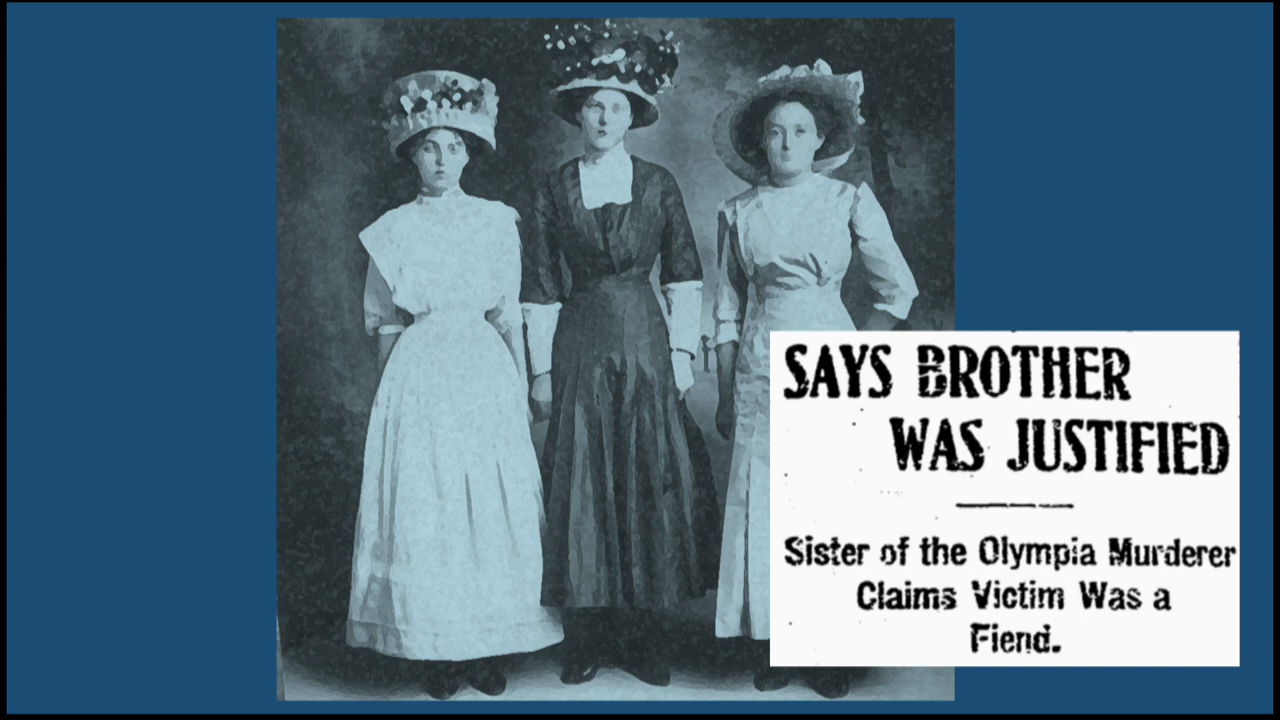 SAYS BROTHER
WAS JUSTIFIED
Sister of the Olympia Murderer
Claims Victim Was a
Fiend.